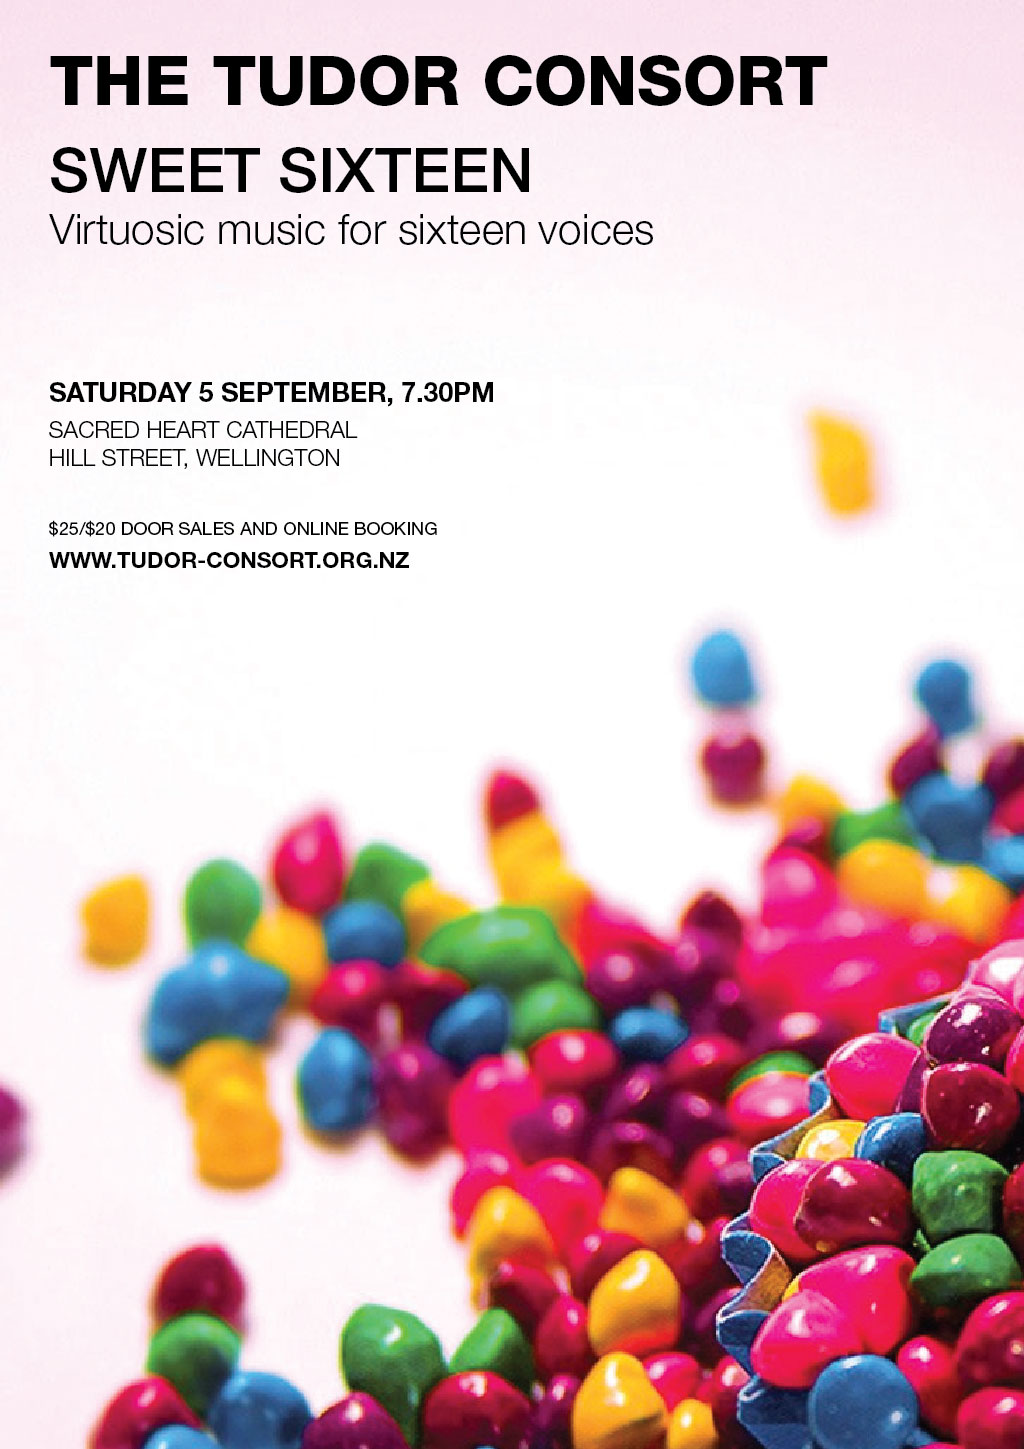 THE TUDOR CONSORT
SWEET SIXTEEN
Virtuosic music for sixteen voices
SATURDAY 5 SEPTEMBER, 7.30PM
SACRED HEART CATHEDRAL
HILL STREET, WELLINGTON
$25/$20 DOOR SALES AND ONLINE BOOKING
WWW.TUDOR-CONSORT.ORG.NZ